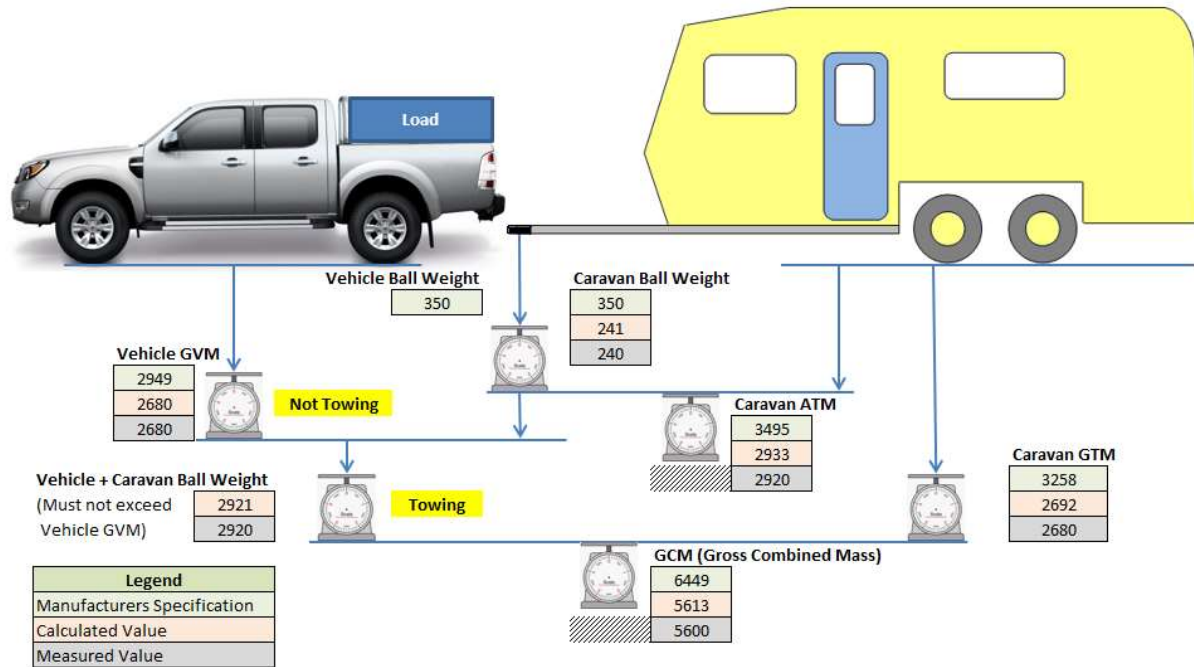 Load
Vehicle Ball Weight
350
Caravan Ball Weight
350
241
240
Vehicle GVM
2949
2680
2680
Not Towing
Caravan ATM
3495
2933
2920
Caravan GTM
3258
2692
2680
Vehicle + Caravan Ball Weight
(Must not exceed
Vehicle GVM)
2921
2920
Towing
GCM (Gross Combined Mass)
6449
5613
5600
Legend
Manufacturers Specification
Calculated Value
Measured Value